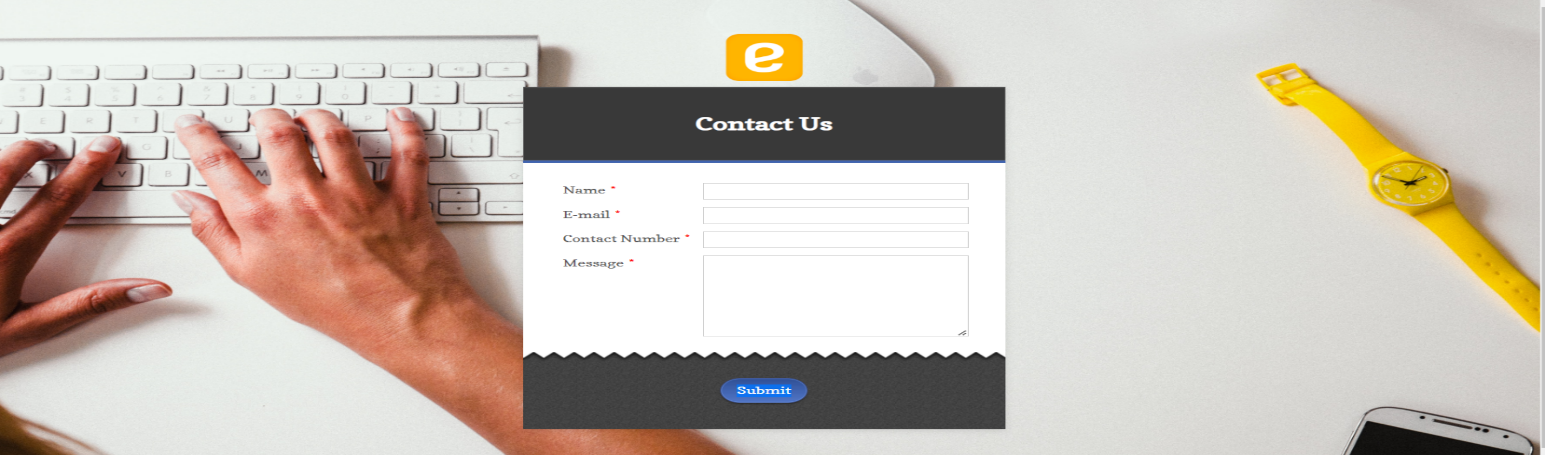 e
Contact Us
Name *
E-mail *
Contact Number *
Message *
Submit